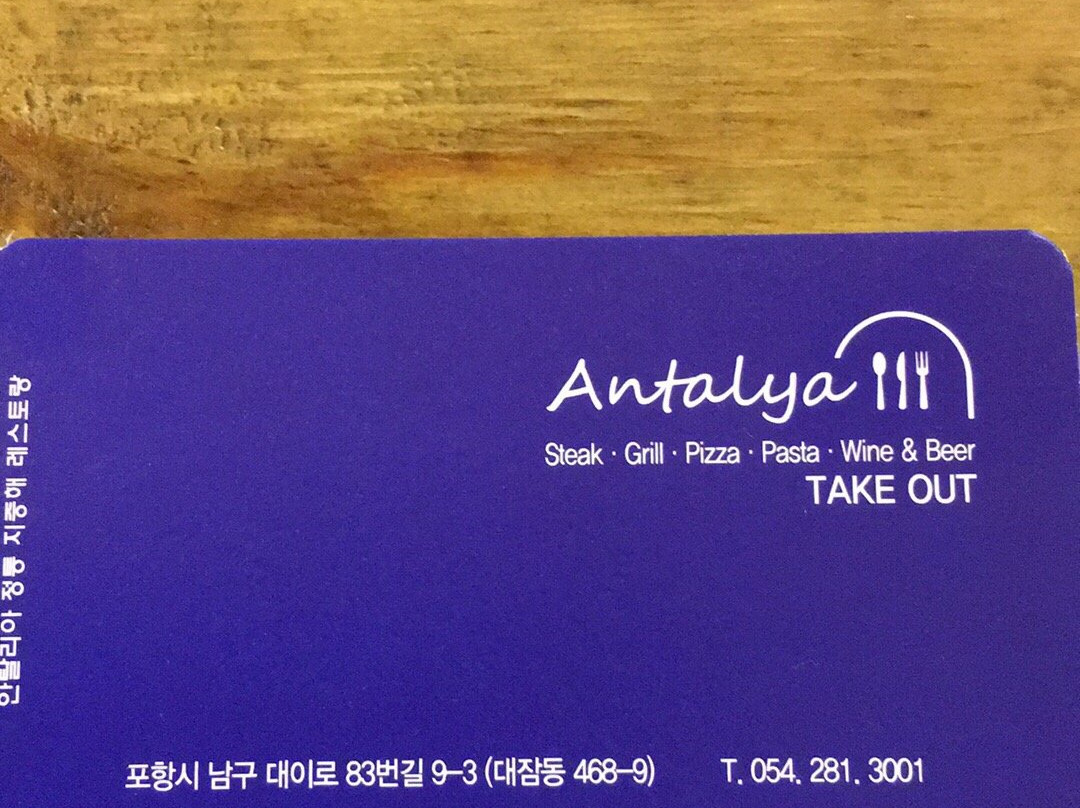 Antalya
Steak · Grill · Pizza · Pasta · Wine & Beer
TAKE OUT
안탈리아 정통 지중해 레스토랑
포항시 남구 대이로 83번길 9-3 (대잠동 468-9) T. 054. 281. 3001